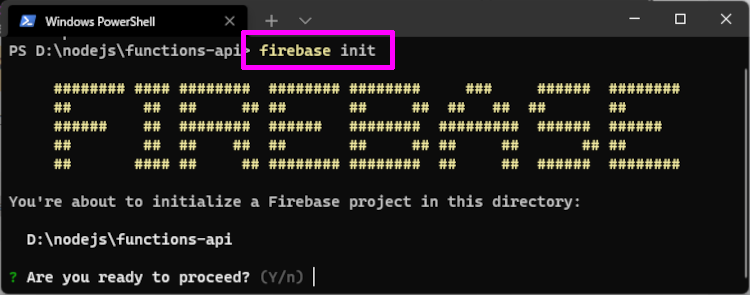 Windows PowerShell
PS D:\nodejs\functions-api> firebase init
######## #### ########  ######## ########     ###     ######  ########
##        ##  ##     ## ##       ##     ##  ##   ##  ##       ##
######    ##  ########  ######   ########  #########  ######  ######
##        ##  ##    ##  ##       ##     ## ##     ##       ## ##
##       #### ##     ## ######## ########  ##     ##  ######  ########
You're about to initialize a Firebase project in this directory:
D:\nodejs\functions-api
? Are you ready to proceed? (Y/n)